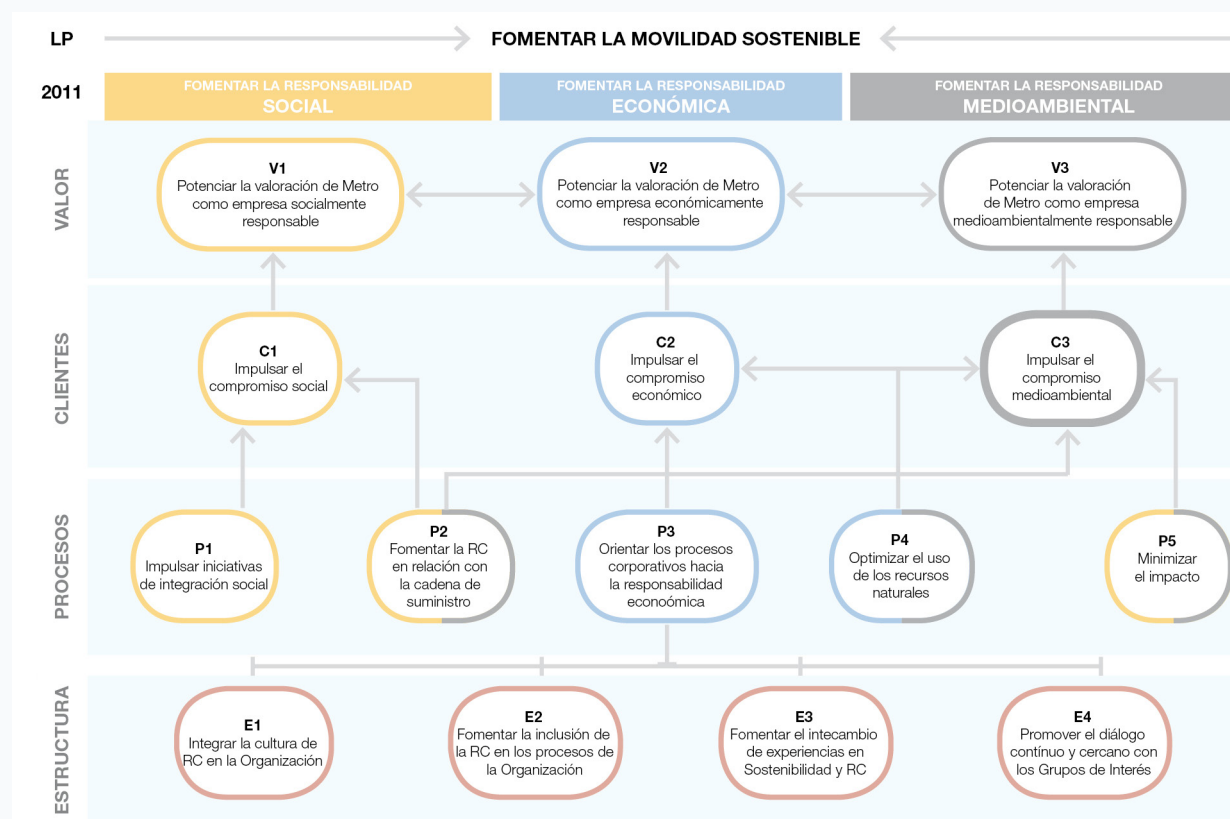 LP
FOMENTAR LA MOVILIDAD SOSTENIBLE
2011
FOMENTAR LA RESPONSABILIDAD
SOCIAL
FOMENTAR LA RESPONSABILIDAD
ECONÓMICA
FOMENTAR LA RESPONSABILIDAD
MEDIOAMBIENTAL
VALOR
V1
Potenciar la valoración de Metro
como empresa socialmente
responsable
V2
Potenciar la valoración de Metro
como empresa económicamente
responsable
V3
Potenciar la valoración
de Metro como empresa
medioambientalmente responsable
CLIENTES
C1
Impulsar el
compromiso social
C2
Impulsar el
compromiso
económico
C3
Impulsar el
compromiso
medioambiental
PROCESOS
P1
Impulsar iniciativas
de integración social
P2
Fomentar la RC
en relación con
la cadena de
suministro
P3
Orientar los procesos
corporativos hacia
la responsabilidad
econoómica
P4
Optimizar el uso
de los recursos
naturales
P5
Minimizar
el impacto
ESTRUCTURA
E1
Integrar la cultura de
RC en la Organización
E2
Fomentar la inclusión de
la RC en los procesos de
la Organización
E3
Fomentar el intecambio
de experiencias en
Sostenibilidad y RC
E4
Promover el diálogo
contínuo y cercano con
los Grupos de Interés